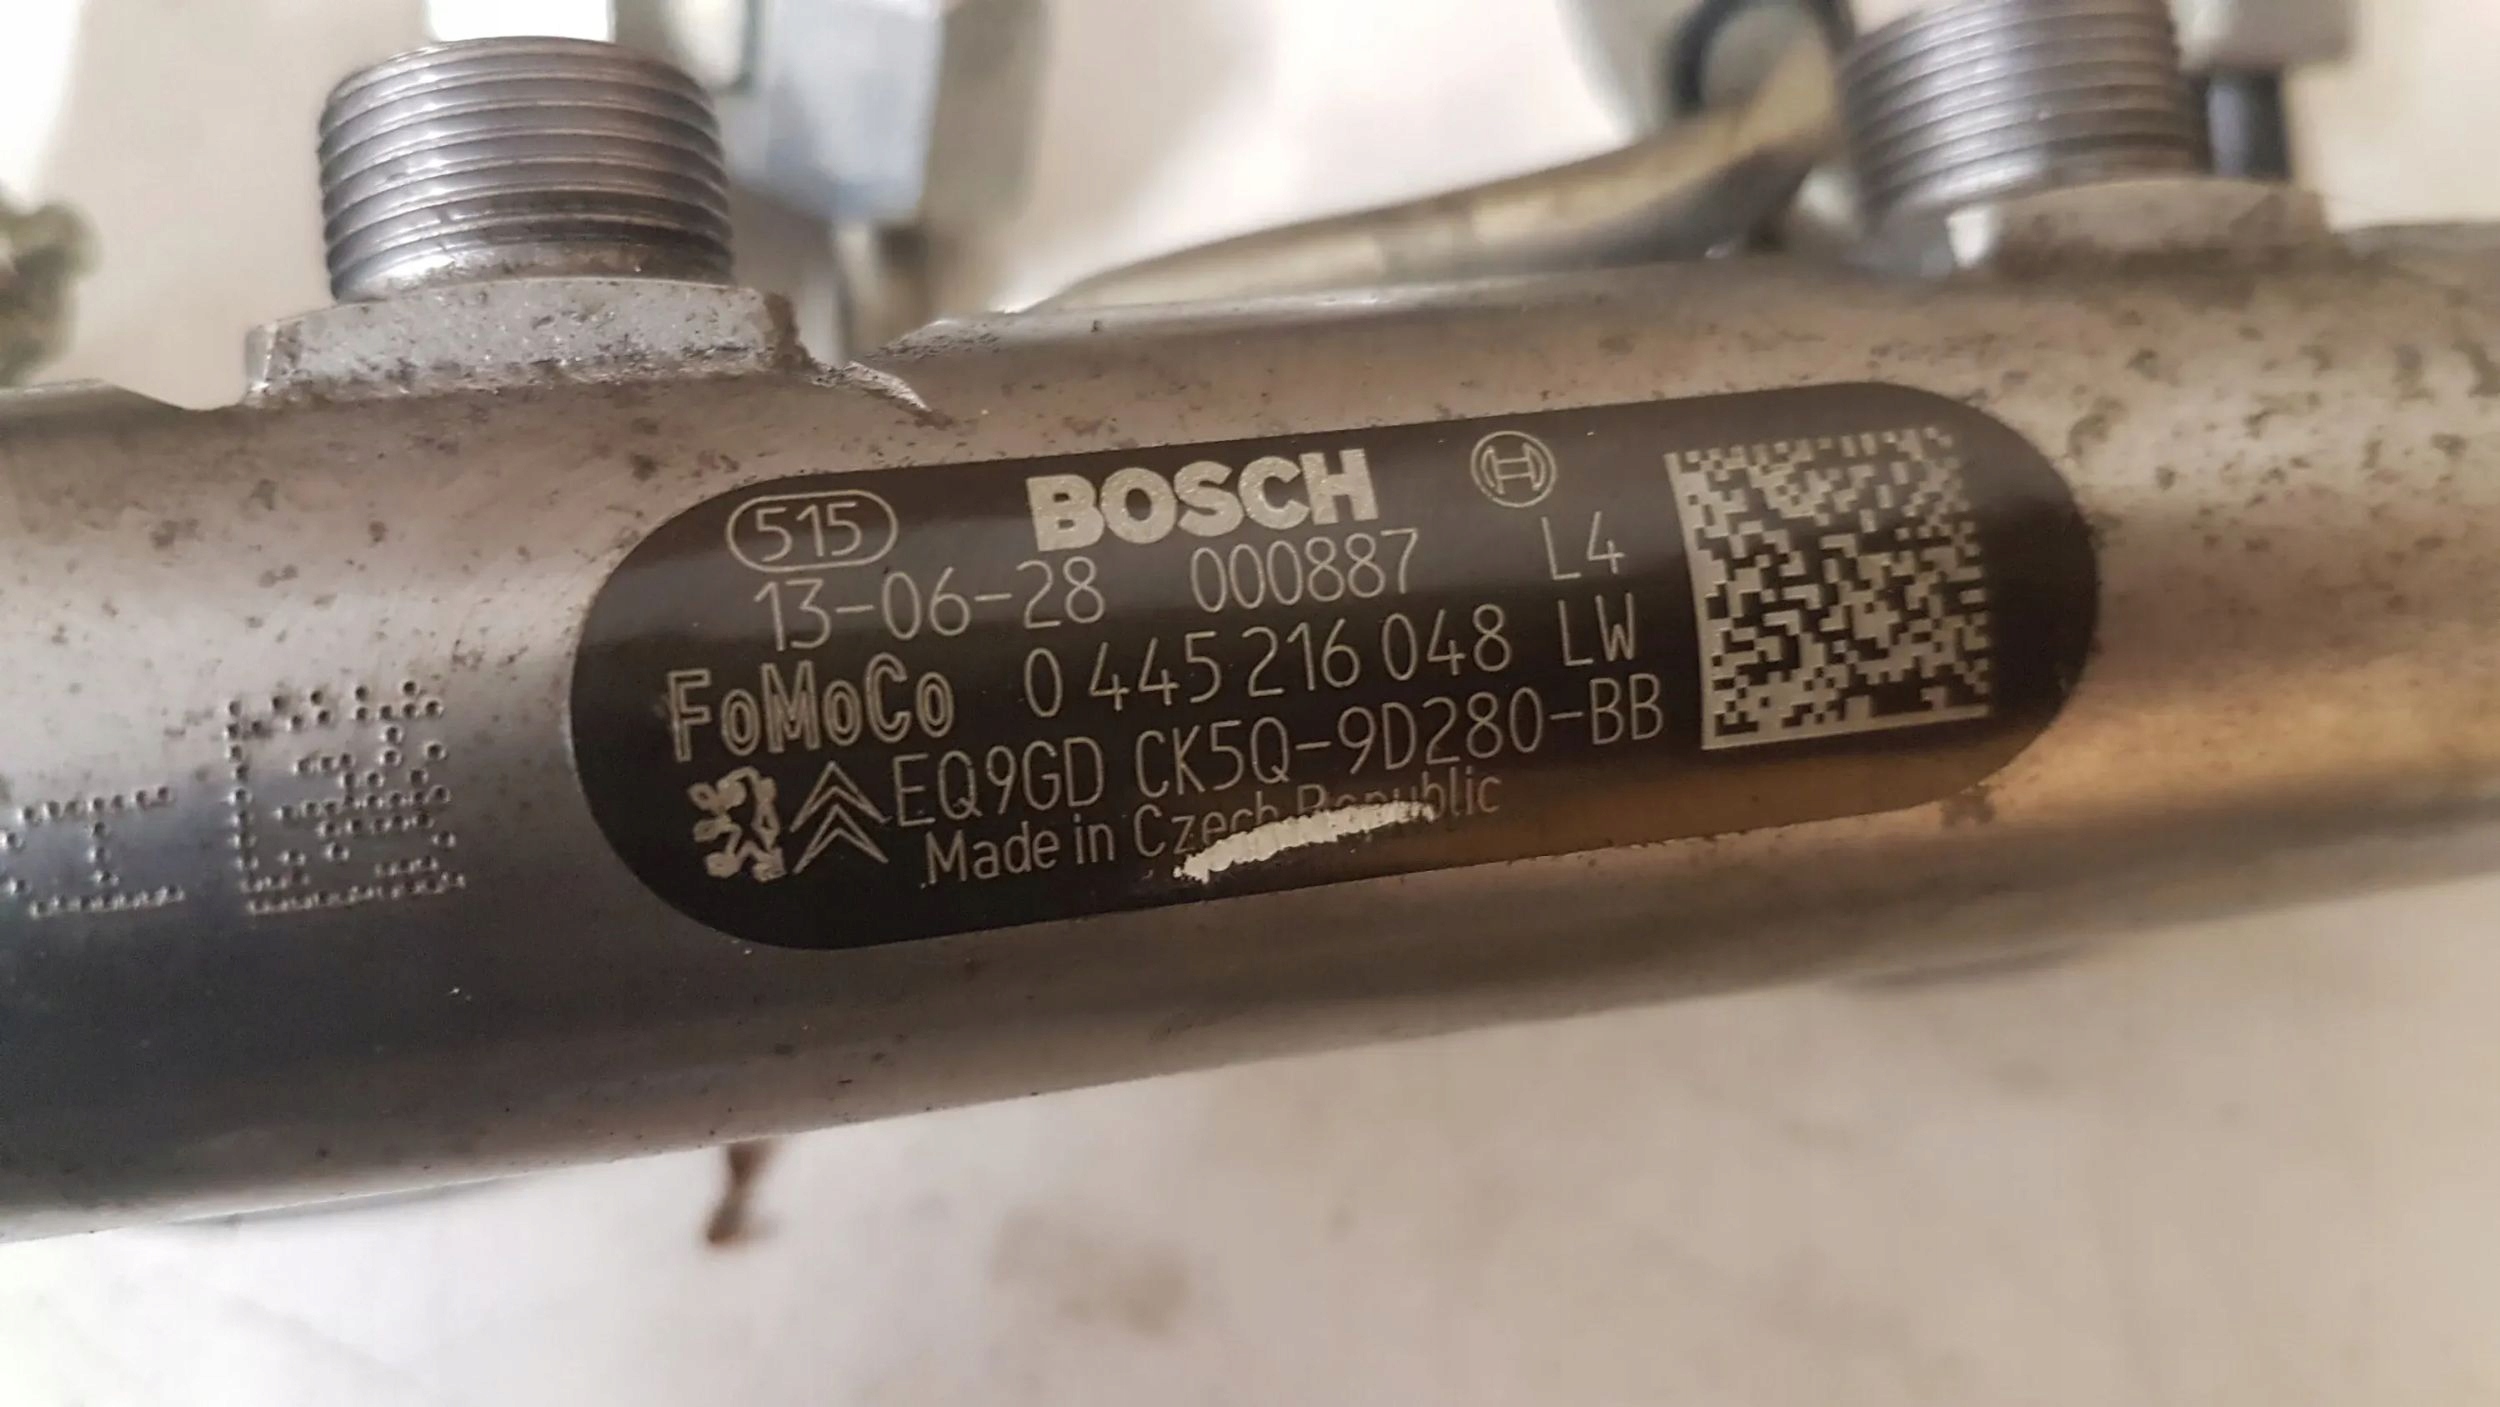 515 BOSCH
13-06-28 000887 L4
FoMoCo 0 445 216 048 LW
EQ9GD CK5Q-9D280-BB
Made in Czech Republic